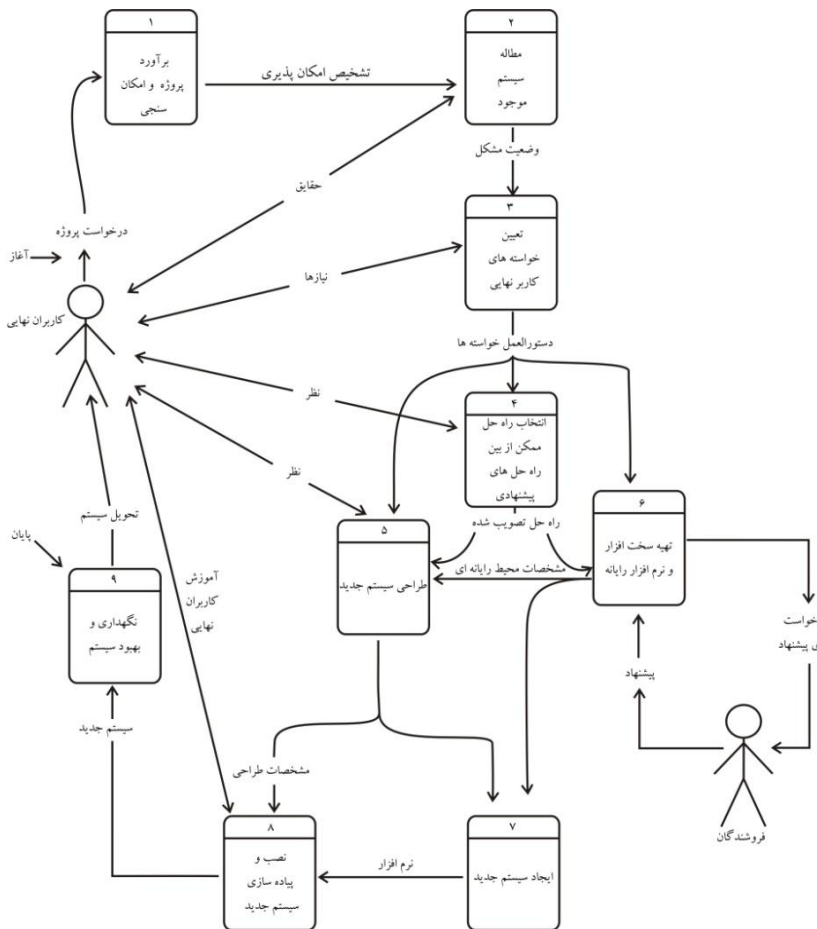 ۱
برآورد
پروژه و امکان
سنجی
تشخیص امکان پذیری
۲
مطاله
سیستم
موجود
وضعیت مشکل
حقایق
۳
تعیین
خواسته های
کاربر نهایی
نیازها
درخواست پروژه
آغاز
کاربران نهایی
دستورالعمل خواسته ها
۴
انتخاب راه حل
ممکن از بین
راه حل های
پیشنهادی
نظر
نظر
راه حل تصویب شده
۵
طراحی سیستم جدید
مشخصات محیط رایانه ای
۶
تهیه سخت افزار
و نرم افزار رایانه
خواست
ی پیشنهاد
پیشنهاد
فروشندگان
تحویل سیستم
پایان
۹
نگهداری و
بهبود سیستم
آموزش
کاربران
نهایی
سیستم جدید
مشخصات طراحی
۸
نصب و
پیاده سازی
سیستم جدید
نرم افزار
۷
ایجاد سیستم جدید